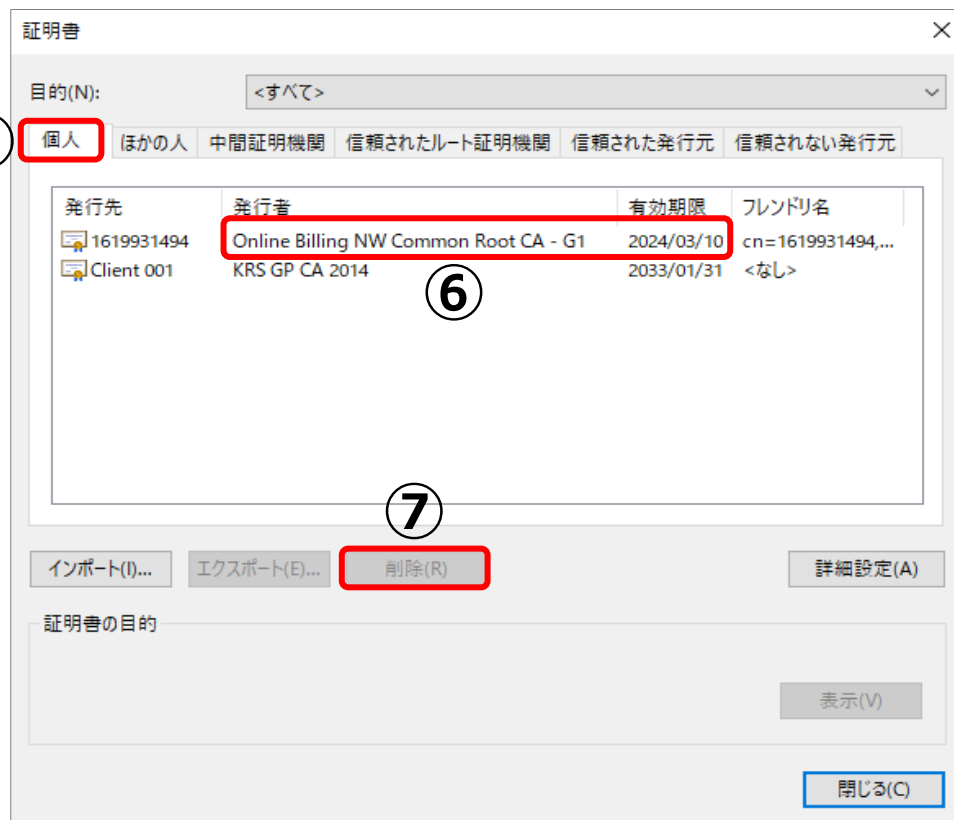 証明書
目的(N):
<すべて>
個人 ほかの人 中間証明機関 信頼されたルート証明機関 信頼された発行元 信頼されない発行元
発行先 発行者 有効期限 フレンドリ名
1619931494 Online Billing NW Common Root CA - G1 2024/03/10 cn=1619931494,...
Client 001 KRS GP CA 2014 2033/01/31 <なし>
⑥
⑦
インポート(I)... エクスポート(E)... 削除(R) 詳細設定(A)
証明書の目的
表示(V)
閉じる(C)